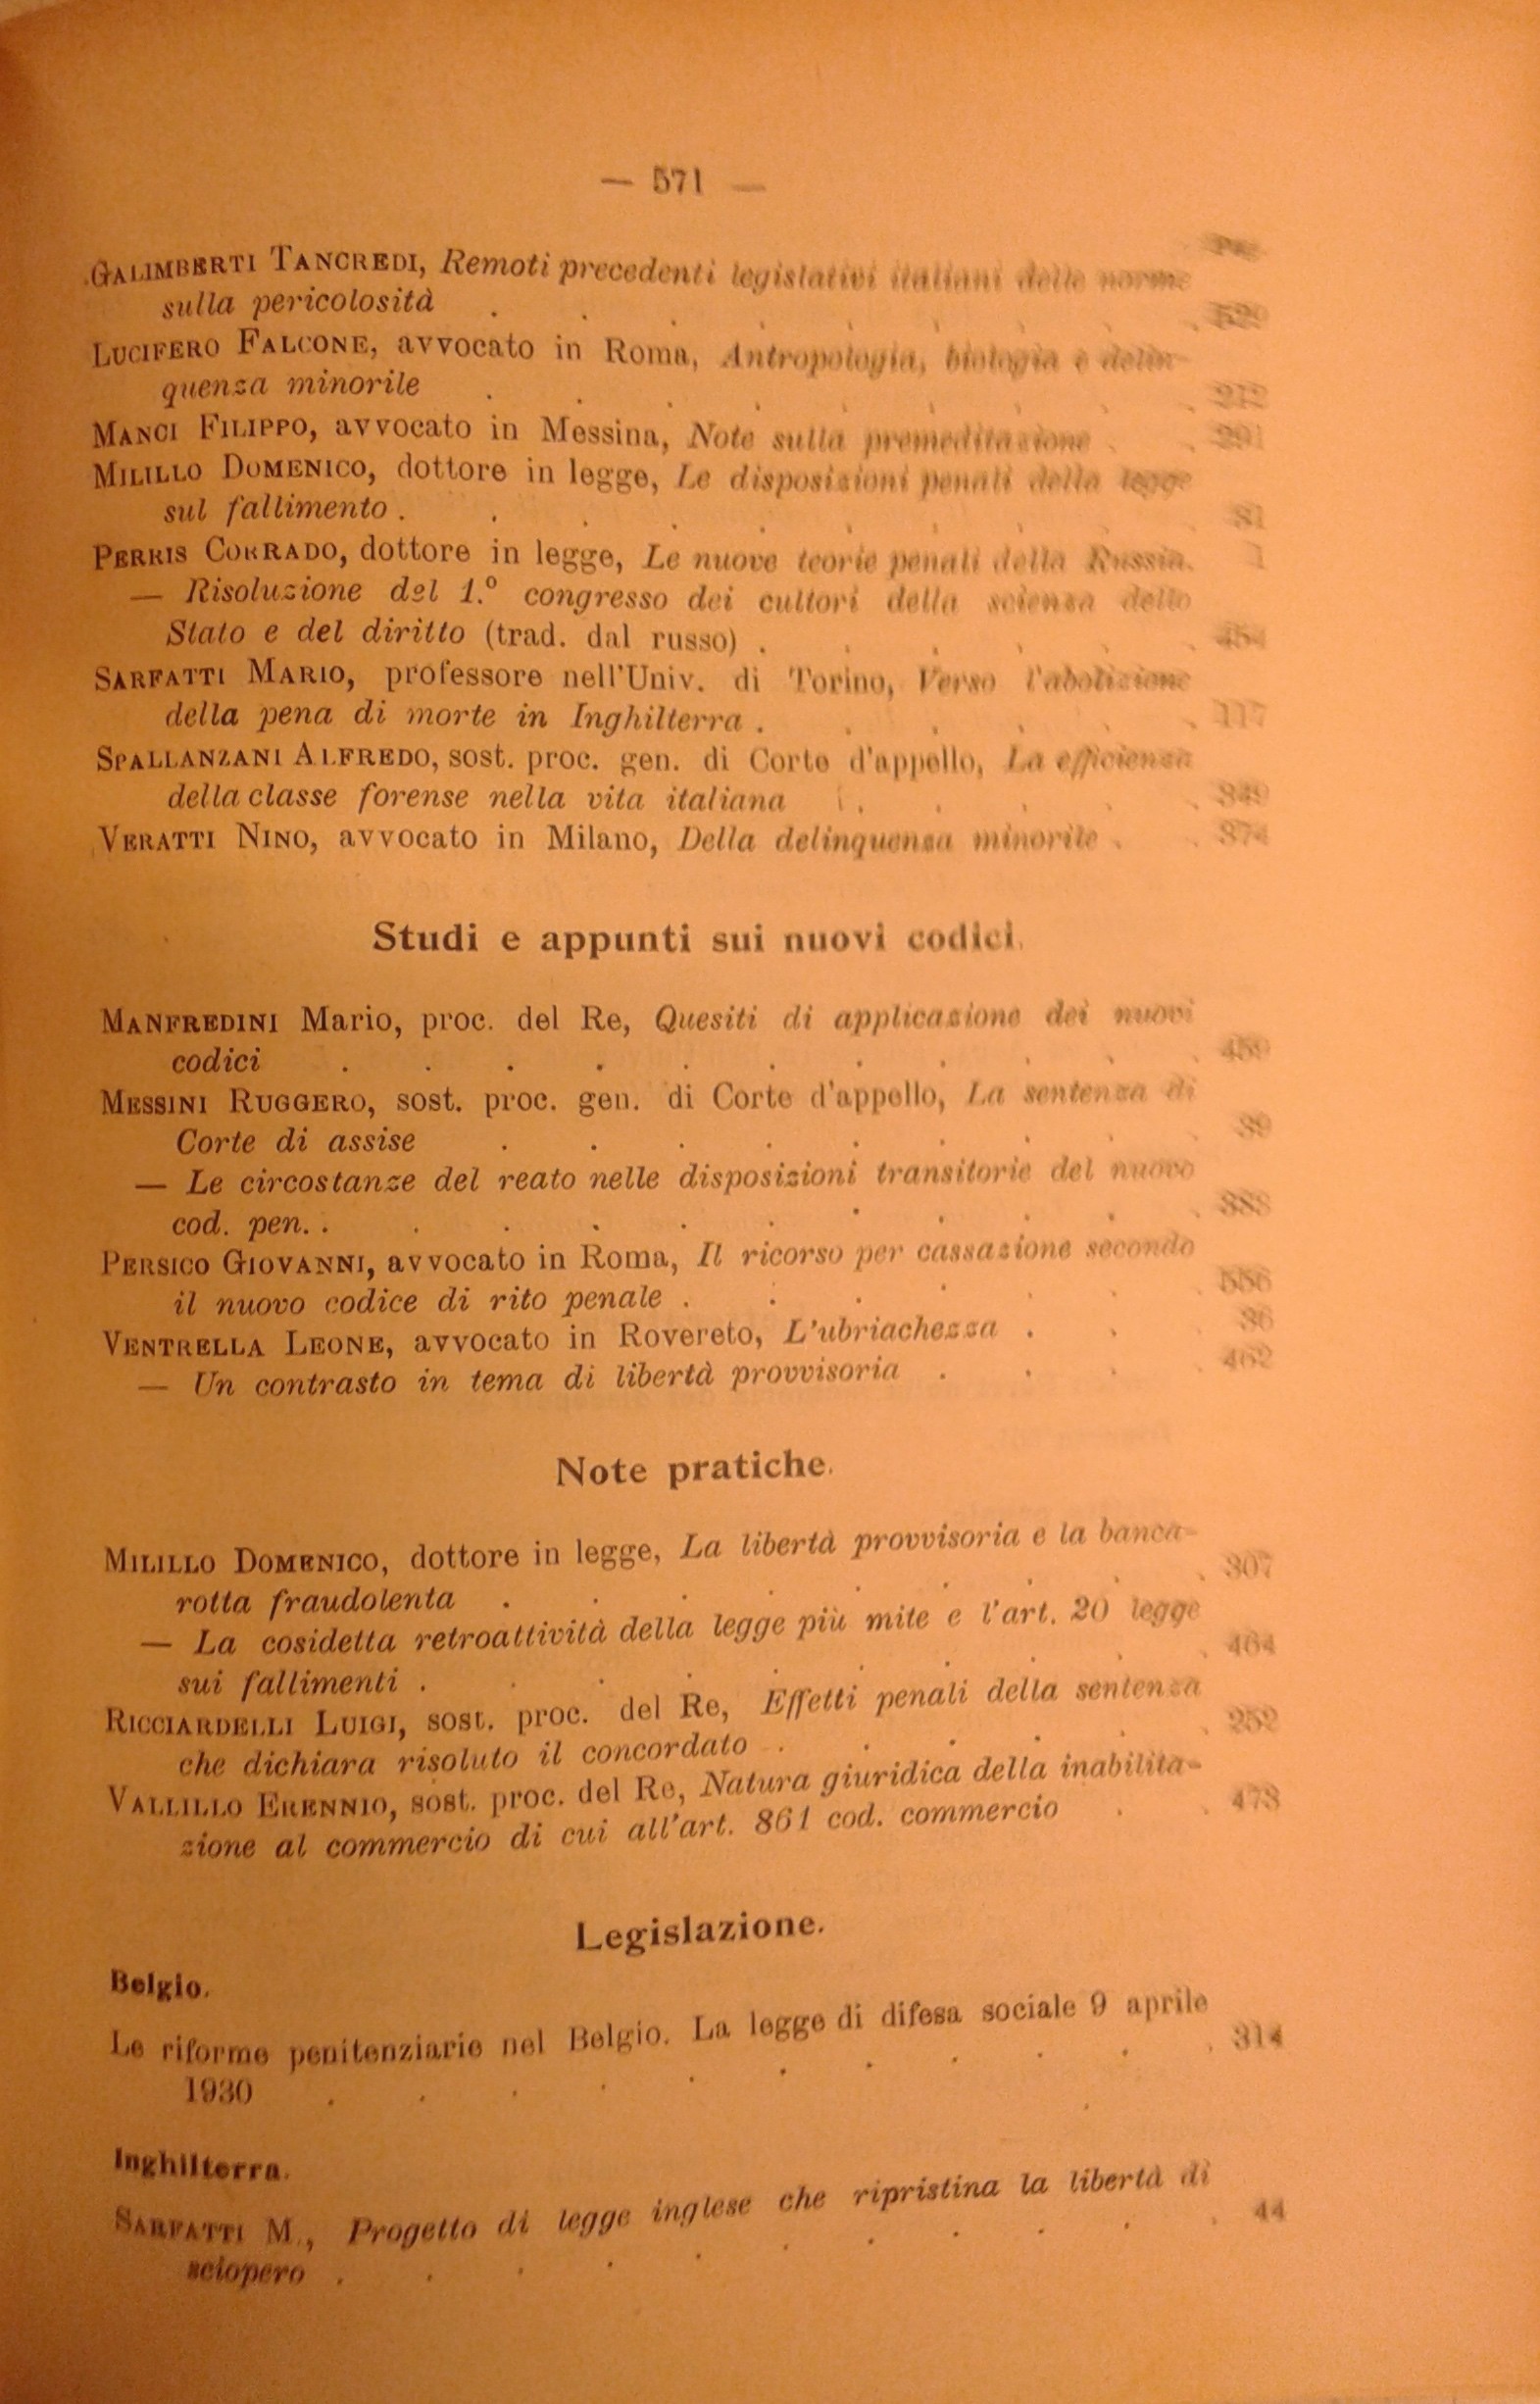 — 571 —
Pag.
GALIMBERTI TANCREDI, Remoti precedenti legislativi italiani delle norme
sulla pericolosità . . . . . . . . . 529
LUCIFERO FALCONE, avvocato in Roma, Antropologia, biologia e delin-
quenza minorile . . . . . . . . . 212
MANCI FILIPPO, avvocato in Messina, Note sulla premeditazione . . 291
MILILLO DOMENICO, dottore in legge, Le disposizioni penali della legge
sul fallimento . . . . . . . . . . 81
PERRIS CORRADO, dottore in legge, Le nuove teorie penali della Russia. 1
— Risoluzione del 1.º congresso dei cultori della scienza dello
Stato e del diritto (trad. dal russo) . . . . . . 454
SARFATTI MARIO, professore nell'Univ. di Torino, Verso l'abolizione
della pena di morte in Inghilterra . . . . . . 117
SPALLANZANI ALFREDO, sost. proc. gen. di Corte d'appello, La efficienza
della classe forense nella vita italiana . . . . . 349
VERATTI NINO, avvocato in Milano, Della delinquenza minorile . . 374
Studi e appunti sui nuovi codici.
MANFREDINI Mario, proc. del Re, Quesiti di applicazione dei nuovi
codici . . . . . . . . . . . 459
MESSINI RUGGERO, sost. proc. gen. di Corte d'appello, La sentenza di
Corte di assise . . . . . . . . . 39
— Le circostanze del reato nelle disposizioni transitorie del nuovo
cod. pen. . . . . . . . . . . . 388
PERSICO GIOVANNI, avvocato in Roma, Il ricorso per cassazione secondo
il nuovo codice di rito penale . . . . . . . 556
VENTRELLA LEONE, avvocato in Rovereto, L'ubriachezza . . . 36
— Un contrasto in tema di libertà provvisoria . . . . 462
Note pratiche.
MILILLO DOMENICO, dottore in legge, La libertà provvisoria e la banca-
rotta fraudolenta . . . . . . . . . 307
— La cosidetta retroattività della legge più mite e l'art. 20 legge
sui fallimenti . . . . . . . . . . 464
RICCIARDELLI LUIGI, sost. proc. del Re, Effetti penali della sentenza
che dichiara risoluto il concordato . . . . . . 252
VALLILLO ERENNIO, sost. proc. del Re, Natura giuridica della inabilita-
zione al commercio di cui all'art. 861 cod. commercio . . 473
Legislazione.
Belgio.
Le riforme penitenziarie nel Belgio. La legge di difesa sociale 9 aprile
1930 . . . . . . . . . . . 314
Inghilterra.
SARFATTI M., Progetto di legge inglese che ripristina la libertà di
sciopero . . . . . . . . . . . 44